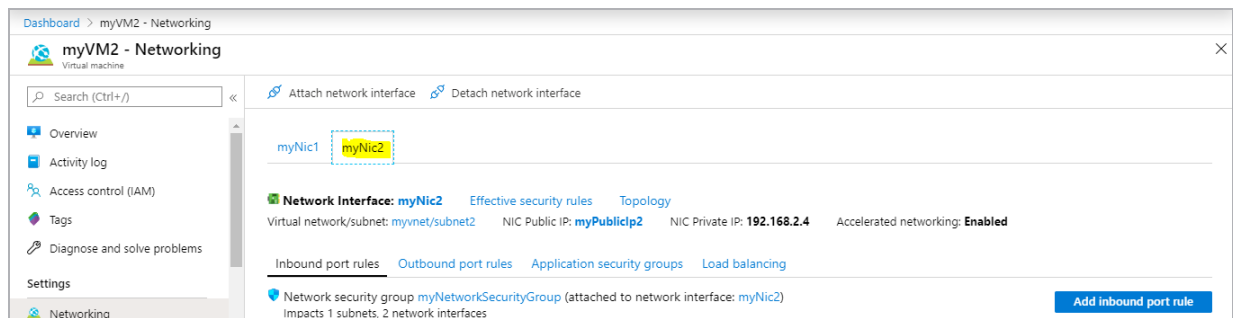 Dashboard > myVM2 - Networking
myVM2 - Networking
Virtual machine
Search (Ctrl+/)
«
Attach network interface
Detach network interface
Overview
Activity log
Access control (IAM)
Tags
Diagnose and solve problems
Settings
Networking
myNic1
myNic2
Network Interface: myNic2 Effective security rules Topology
Virtual network/subnet: myvnet/subnet2 NIC Public IP: myPublicIp2 NIC Private IP: 192.168.2.4 Accelerated networking: Enabled
Inbound port rules Outbound port rules Application security groups Load balancing
Network security group myNetworkSecurityGroup (attached to network interface: myNic2)
Impacts 1 subnets, 2 network interfaces
Add inbound port rule